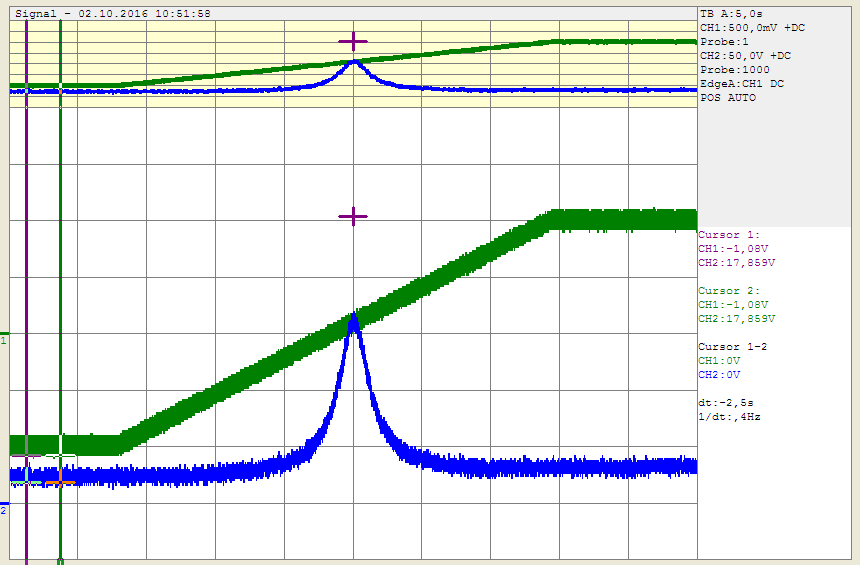 Signal - 02.10.2016 10:51:58
TB A:5,0s
CH1:500,0mV +DC
Probe:1
CH2:50,0V +DC
Probe:1000
EdgeA:CH1 DC
POS AUTO
Cursor 1:
CH1:-1,08V
CH2:17,859V
Cursor 2:
CH1:-1,08V
CH2:17,859V
Cursor 1-2
CH1:0V
CH2:0V
dt:-2,5s
1/dt:,4Hz
1
2